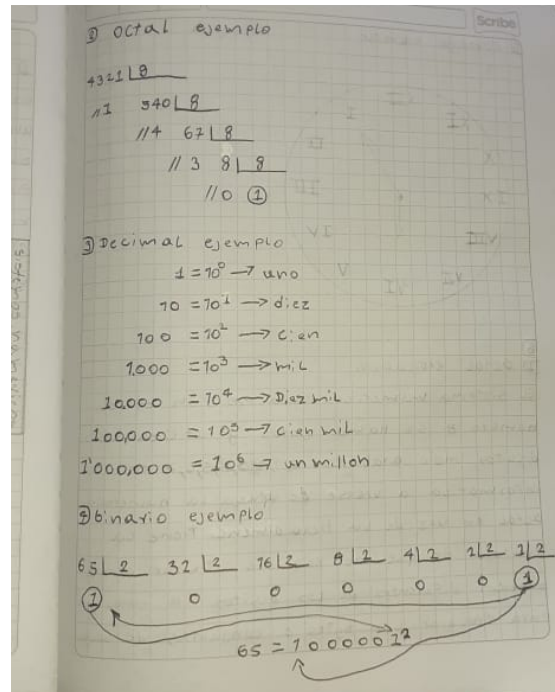 Scribe
② Octal ejemplo
4321 8
//1 540 8
//4 67 8
//3 8 8
//0 ①
③ Decimal ejemplo
1 = 10⁰ → uno
10 = 10¹ → diez
100 = 10² → cien
1.000 = 10³ → mil
10.000 = 10⁴ → Diez mil
100,000 = 10⁵ → cien mil
1'000,000 = 10⁶ → un millon
② binario ejemplo
65 2 32 2 16 2 8 2 4 2 2 2 1 2
① 0 0 0 0 0 ①
65 = 1000001²